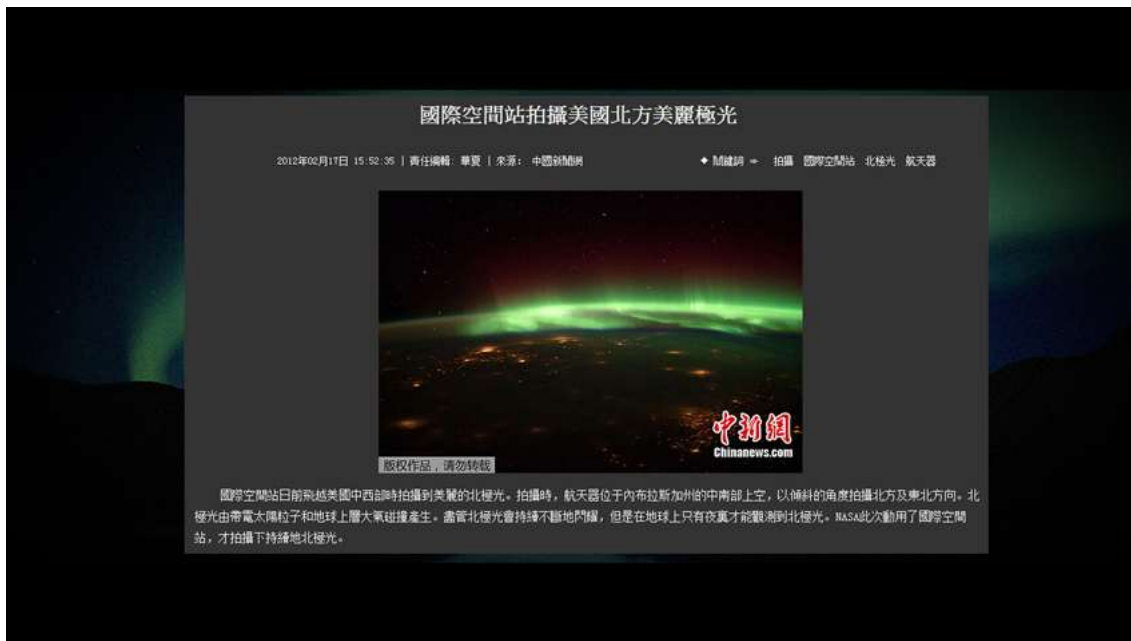 國際空間站拍攝美國北方美麗極光
2012年02月17日 15:52:35 | 責任編輯: 華夏 | 來源: 中國新聞網
◆ 關鍵詞 ⇒ 拍攝 國際空間站 北極光 航天器
中新網
Chinanews.com
版权作品，请勿转载
國際空間站日前飛越美國中西部時拍攝到美麗的北極光。拍攝時，航天器位于內布拉斯加州的中南部上空，以傾斜的角度拍攝北方及東北方向。北
極光由帶電太陽粒子和地球上層大氣碰撞產生。盡管北極光會持續不斷地閃耀，但是在地球上只有夜裏才能觀測到北極光。NASA此次動用了國際空間
站，才拍攝下持續地北極光。